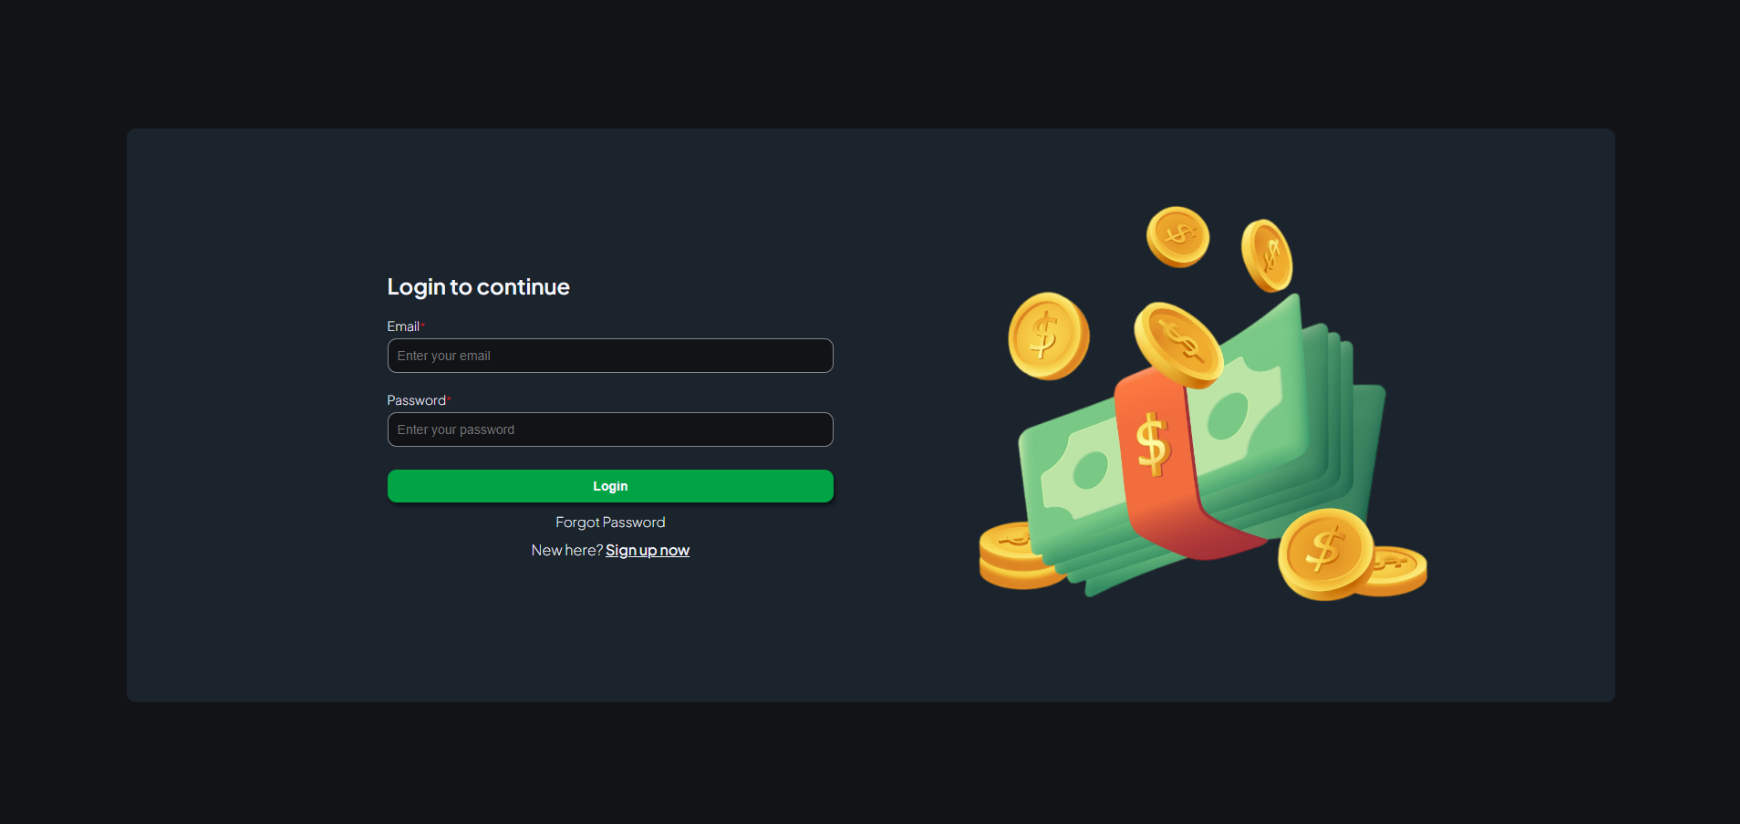 Login to continue
Email*
Enter your email
Password*
Enter your password
Login
Forgot Password
New here? Sign up now
$
$
$
$
$
$